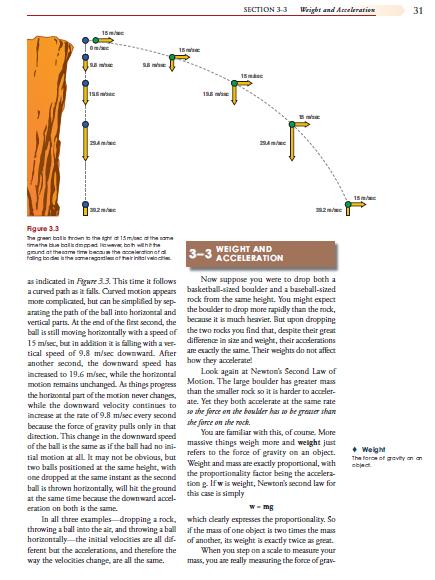 SECTION 3-3 Weight and Acceleration 31
15 m/sec
0 m/sec
15 m/sec
9.8 m/sec
9.8 m/sec
15 m/sec
19.6 m/sec
19.6 m/sec
15 m/sec
29.4 m/sec
29.4 m/sec
15 m/sec
39.2 m/sec
39.2 m/sec
Figure 3.3
The green ball is thrown to the right at 15 m/sec at the same
time the blue ball is dropped. However, both will hit the
ground at the same time because the acceleration of all
falling bodies is the same regardless of their initial velocities.
as indicated in Figure 3.3. This time it follows
a curved path as it falls. Curved motion appears
more complicated, but can be simplified by sep-
arating the path of the ball into horizontal and
vertical parts. At the end of the first second, the
ball is still moving horizontally with a speed of
15 m/sec, but in addition it is falling with a ver-
tical speed of 9.8 m/sec downward. After
another second, the downward speed has
increased to 19.6 m/sec, while the horizontal
motion remains unchanged. As things progress
the horizontal part of the motion never changes,
while the downward velocity continues to
increase at the rate of 9.8 m/sec every second
because the force of gravity pulls only in that
direction. This change in the downward speed
of the ball is the same as if the ball had no ini-
tial motion at all. It may not be obvious, but
two balls positioned at the same height, with
one dropped at the same instant as the second
ball is thrown horizontally, will hit the ground
at the same time because the downward accel-
eration on both is the same.
In all three examples—dropping a rock,
throwing a ball into the air, and throwing a ball
horizontally—the initial velocities are all dif-
ferent but the accelerations, and therefore the
way the velocities change, are all the same.
3–3 WEIGHT AND
ACCELERATION
Now suppose you were to drop both a
basketball-sized boulder and a baseball-sized
rock from the same height. You might expect
the boulder to drop more rapidly than the rock,
because it is much heavier. But upon dropping
the two rocks you find that, despite their great
difference in size and weight, their accelerations
are exactly the same. Their weights do not affect
how they accelerate!
Look again at Newton's Second Law of
Motion. The large boulder has greater mass
than the smaller rock so it is harder to acceler-
ate. Yet they both accelerate at the same rate
so the force on the boulder has to be greater than
the force on the rock.
You are familiar with this, of course. More
massive things weigh more and weight just
refers to the force of gravity on an object.
Weight and mass are exactly proportional, with
the proportionality factor being the accelera-
tion g. If w is weight, Newton's second law for
this case is simply
w = mg
which clearly expresses the proportionality. So
if the mass of one object is two times the mass
of another, its weight is exactly twice as great.
When you step on a scale to measure your
mass, you are really measuring the force of grav-
♦ Weight
The force of gravity on an
object.